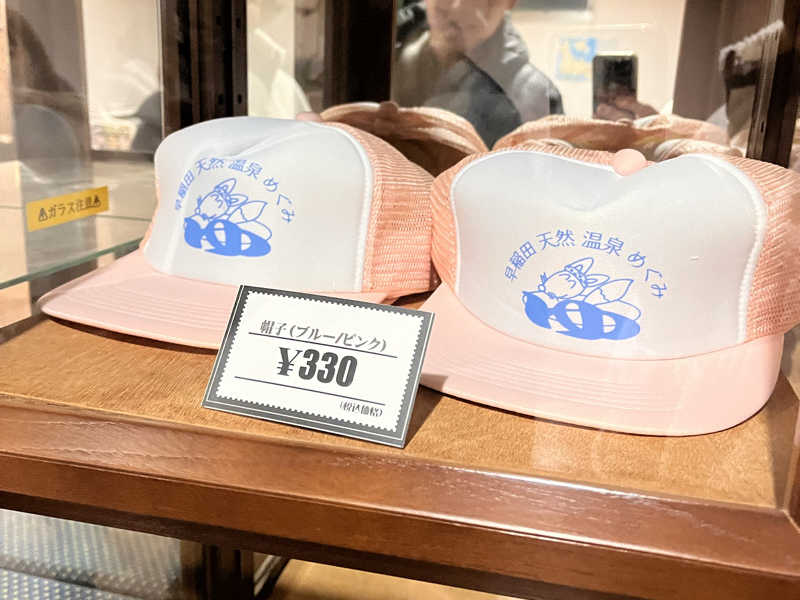 早稲田 天然 温泉 めぐみ
早稲田 天然 温泉 めぐみ
ガラス注意
帽子(ブルー/ピンク)
¥330
(税込価格)